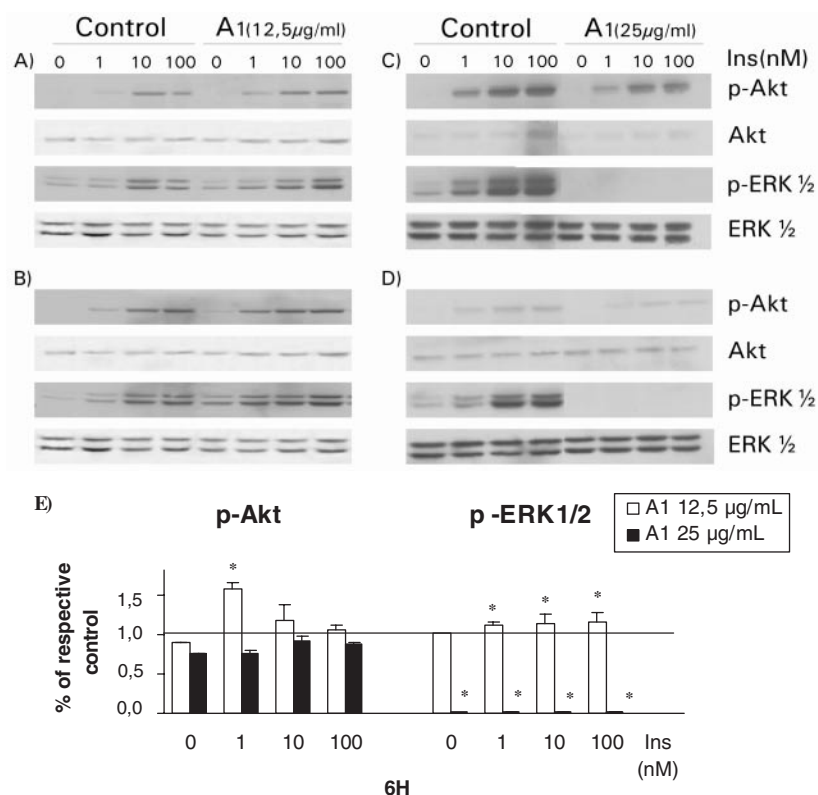 Control A1(12,5µg/ml) Control A1(25µg/ml)
A) 0 1 10 100 0 1 10 100 C) 0 1 10 100 0 1 10 100 Ins(nM)
p-Akt
Akt
p-ERK ½
ERK ½
B) D)
p-Akt
Akt
p-ERK ½
ERK ½
E)
p-Akt p -ERK1/2
A1 12,5 µg/mL
A1 25 µg/mL
% of respective
control
1,5
1,0
0,5
0,0
* * * *
* * * *
0 1 10 100 0 1 10 100 Ins
(nM)
6H